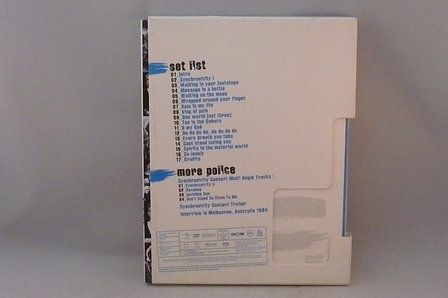 set list
01 Intro
02 Synchronicity I
03 Walking in your footsteps
04 Message in a bottle
05 Walking on the moon
06 Wrapped around your finger
07 Hole in my life
08 King of pain
09 One world (not three)
10 Tea in the Sahara
11 O my God
12 De do do do, de da da da
13 Every breath you take
14 Cant stand losing you
15 Spirits in the material world
16 So lonely
17 Credits
more police
Synchronicity Concert Multi Angle Tracks :
01 Synchronicity II
02 Roxanne
03 Invisible Sun
04 Don't Stand So Close To Me
Synchronicity Concert Trailer
Interview in Melbourne, Australia 1984
DVD